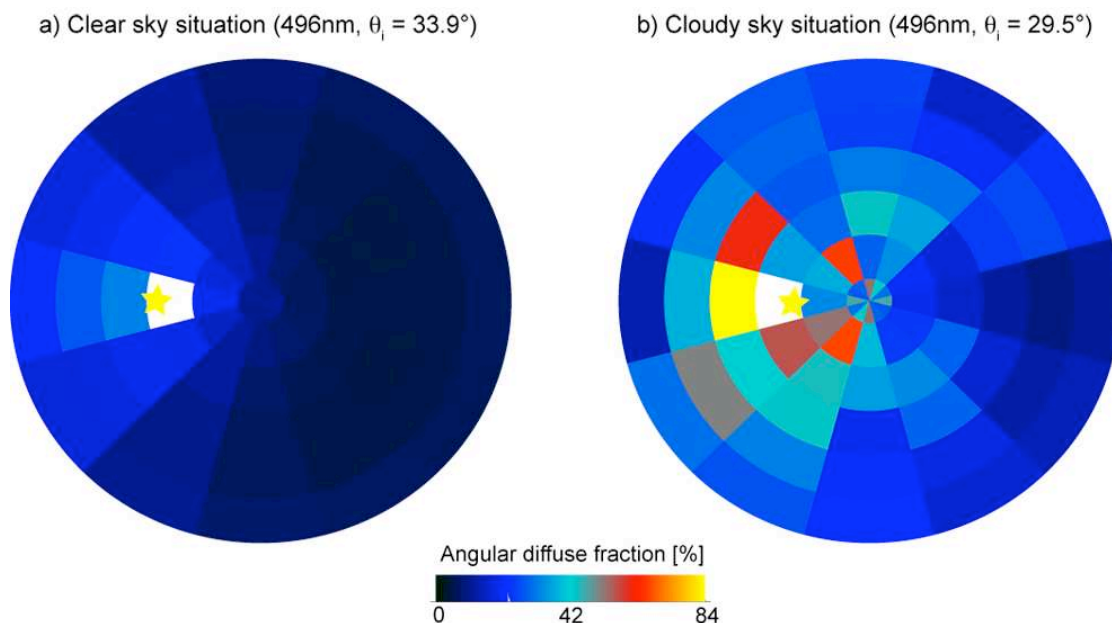 a) Clear sky situation (496nm, θi = 33.9°)
b) Cloudy sky situation (496nm, θi = 29.5°)
Angular diffuse fraction [%]
0 42 84